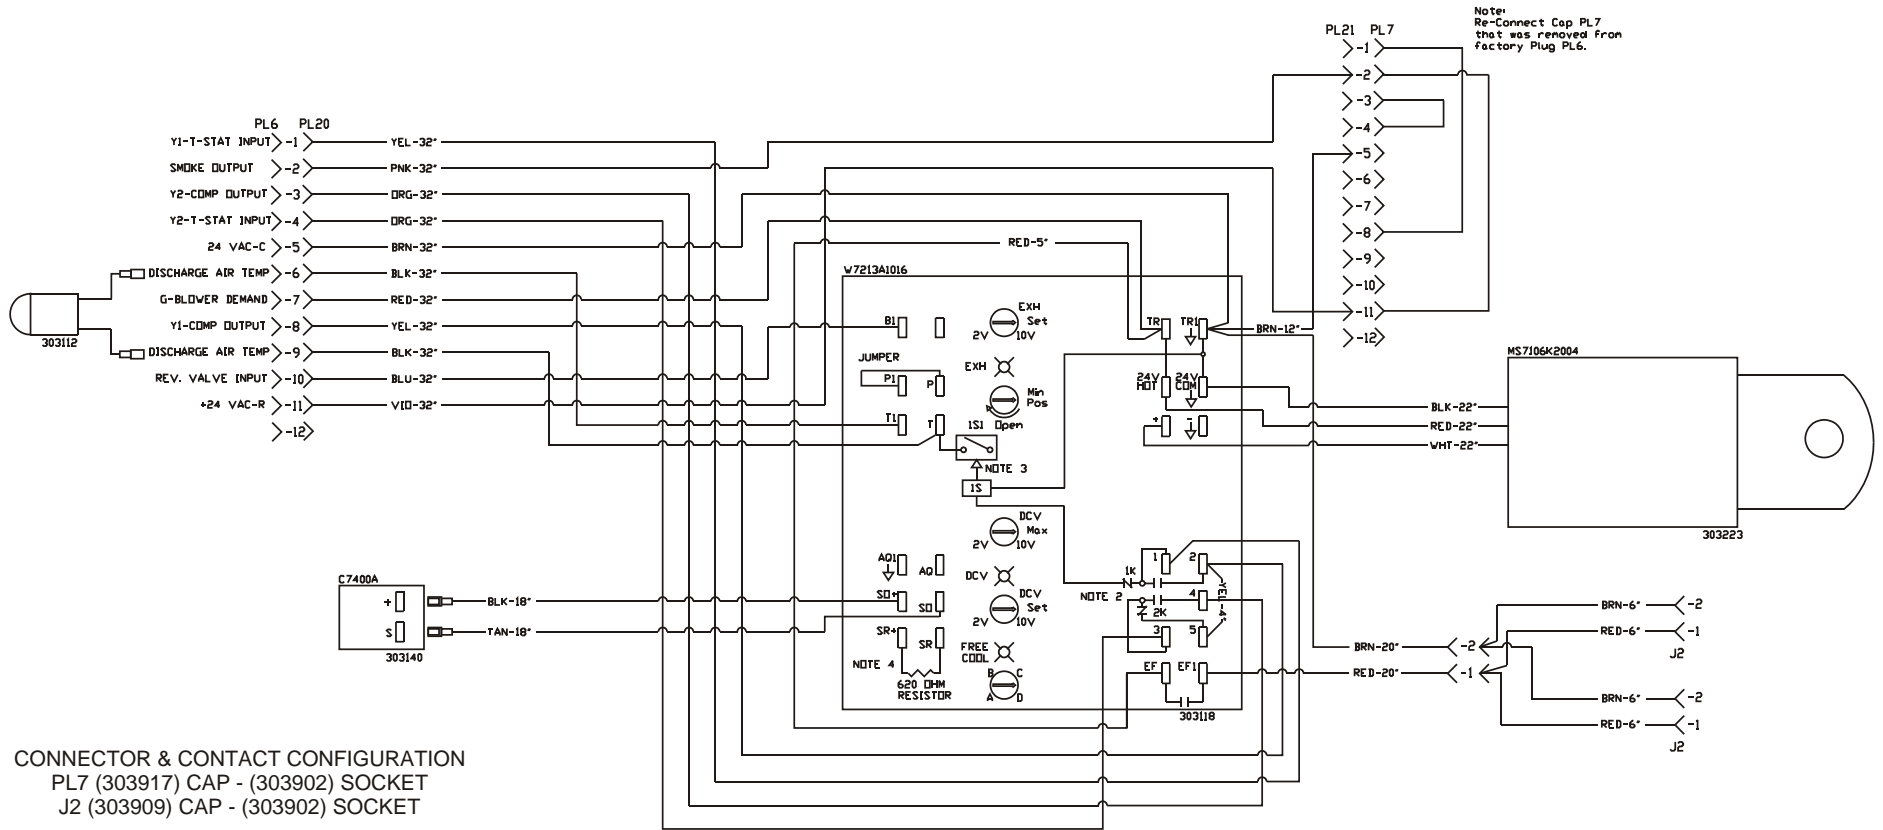 Note:
Re-Connect Cap PL7
that was removed from
factory Plug PL6.
PL21 PL7
-1
-2
-3
-4
-5
-6
-7
-8
-9
-10
-11
-12
PL6 PL20
Y1-T-STAT INPUT -1 YEL-32"
SMOKE OUTPUT -2 PNK-32"
Y2-COMP OUTPUT -3 ORG-32"
Y2-T-STAT INPUT -4 ORG-32"
24 VAC-C -5 BRN-32"
DISCHARGE AIR TEMP -6 BLK-32"
G-BLOWER DEMAND -7 RED-32"
Y1-COMP OUTPUT -8 YEL-32"
DISCHARGE AIR TEMP -9 BLK-32"
REV. VALVE INPUT -10 BLU-32"
+24 VAC-R -11 VIO-32"
-12
303112
RED-5"
W7213A1016
B1
JUMPER
P1 P
T1 T
EXH
Set
2V 10V
EXH
Min
Pos
Open
1S1
NOTE 3
1S
TR TR1
BRN-12"
24V
HOT
24V
COM
+ -
DCV
Max
2V 10V
AQ1 AQ
DCV
SO+ SO
DCV
Set
2V 10V
SR+ SR
FREE
COOL
NOTE 4
620 OHM
RESISTOR
B C
A D
1K
NOTE 2
2K
1 2
4
3 5
YEL-4"
EF EF1
303118
C7400A
+
S
303140
BLK-18"
TAN-18"
MS7106K2004
BLK-22"
RED-22"
WHT-22"
303223
BRN-20" -2
RED-20" -1
BRN-6" -2
RED-6" -1
J2
BRN-6" -2
RED-6" -1
J2
CONNECTOR & CONTACT CONFIGURATION
PL7 (303917) CAP - (303902) SOCKET
J2 (303909) CAP - (303902) SOCKET